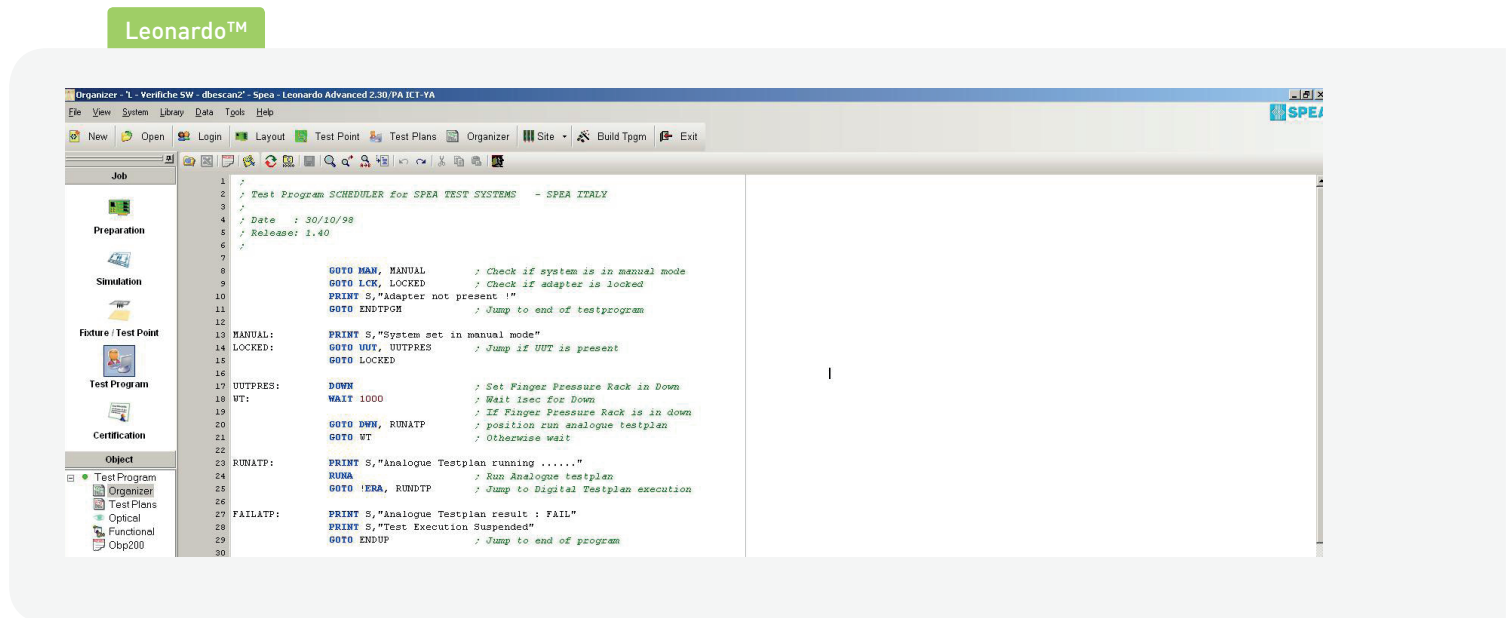 Leonardo™
Organizer - 'L - Verifiche SW - dbescan2' - Spea - Leonardo Advanced 2.30/PA ICT-YA
File View System Library Data Tools Help
SPEA
New Open Login Layout Test Point Test Plans Organizer Site Build Tpgm Exit
Job
Preparation
Simulation
Fixture / Test Point
Test Program
Certification
Object
Test Program
Organizer
Test Plans
Optical
Functional
Obp200
1 ;
2 ; Test Program SCHEDULER for SPEA TEST SYSTEMS - SPEA ITALY
3 ;
4 ; Date : 30/10/98
5 ; Release: 1.40
6 ;
7
8 GOTO MAN, MANUAL ; Check if system is in manual mode
9 GOTO LCK, LOCKED ; Check if adapter is locked
10 PRINT S,"Adapter not present !"
11 GOTO ENDTPGM ; Jump to end of testprogram
12
13 MANUAL: PRINT S,"System set in manual mode"
14 LOCKED: GOTO UUT, UUTPRES ; Jump if UUT is present
15 GOTO LOCKED
16
17 UUTPRES: DOWN ; Set Finger Pressure Rack in Down
18 WT: WAIT 1000 ; Wait 1sec for Down
19 ; If Finger Pressure Rack is in down
20 GOTO DWN, RUNATP ; position run analogue testplan
21 GOTO WT ; Otherwise wait
22
23 RUNATP: PRINT S,"Analogue Testplan running ......"
24 RUNA ; Run Analogue testplan
25 GOTO !ERA, RUNDTP ; Jump to Digital Testplan execution
26
27 FAILATP: PRINT S,"Analogue Testplan result : FAIL"
28 PRINT S,"Test Execution Suspended"
29 GOTO ENDUP ; Jump to end of program
30